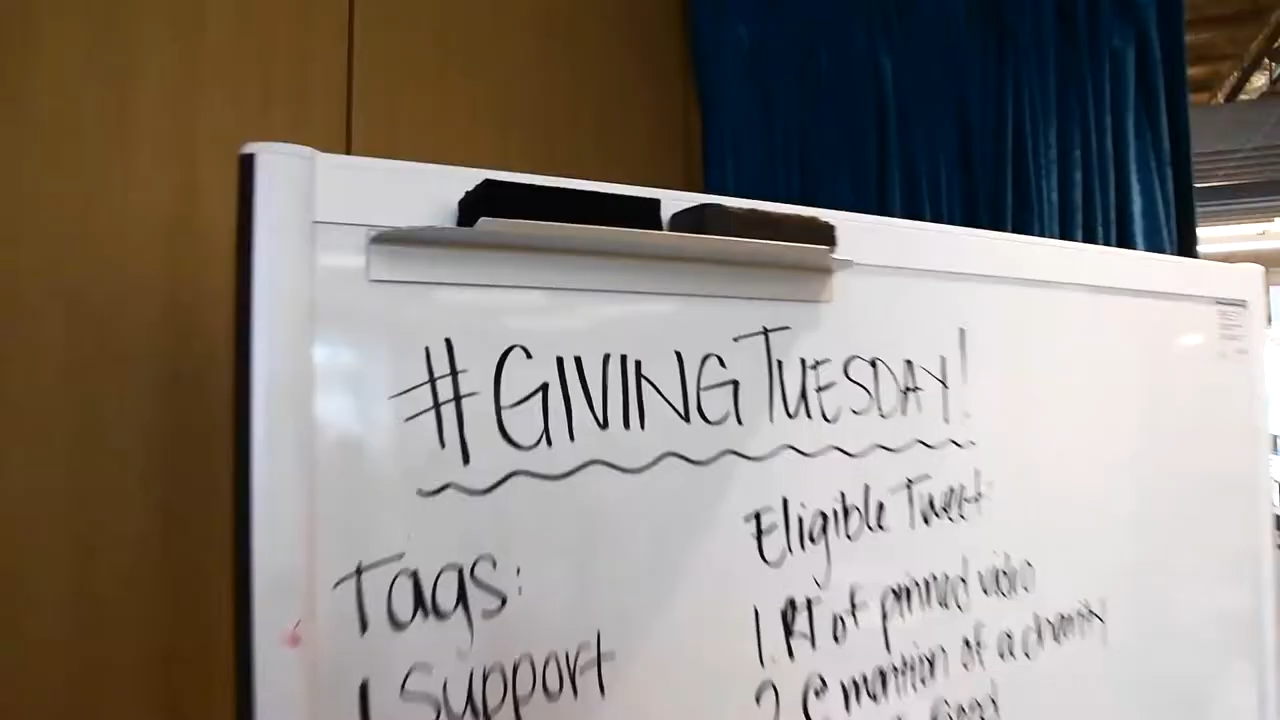 #GIVINGTUESDAY!
Tags:
1 Support
Eligible Tweet
1. RT of pinned video
2. @ mention of a charity